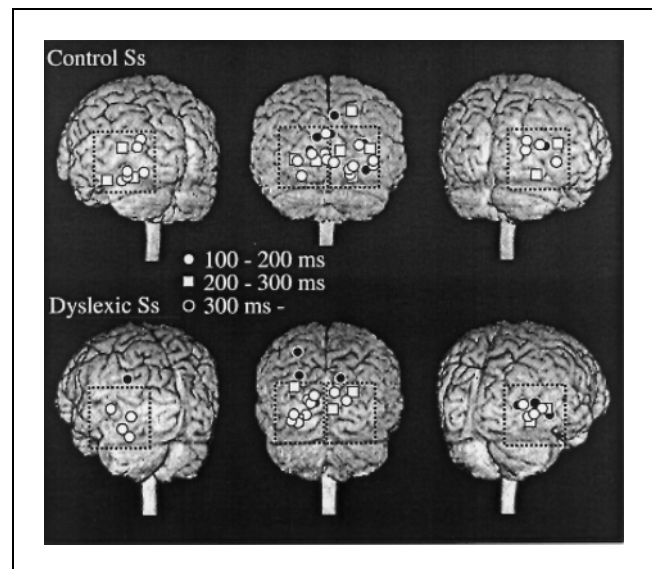 Control Ss
100 - 200 ms
200 - 300 ms
Dyslexic Ss
300 ms -